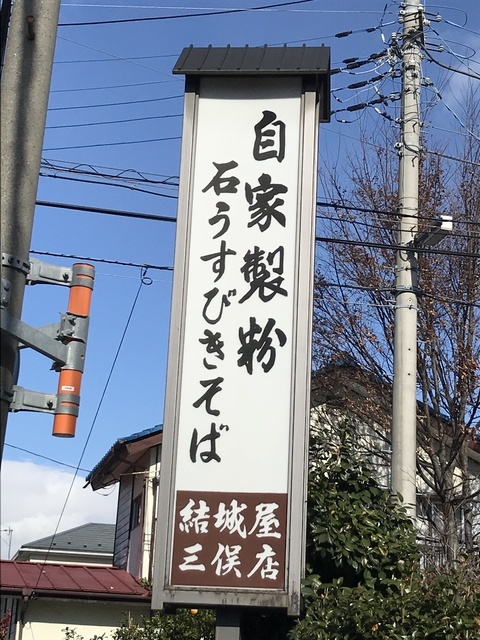 自家製粉
石うすびきそば
結城屋
三俣店